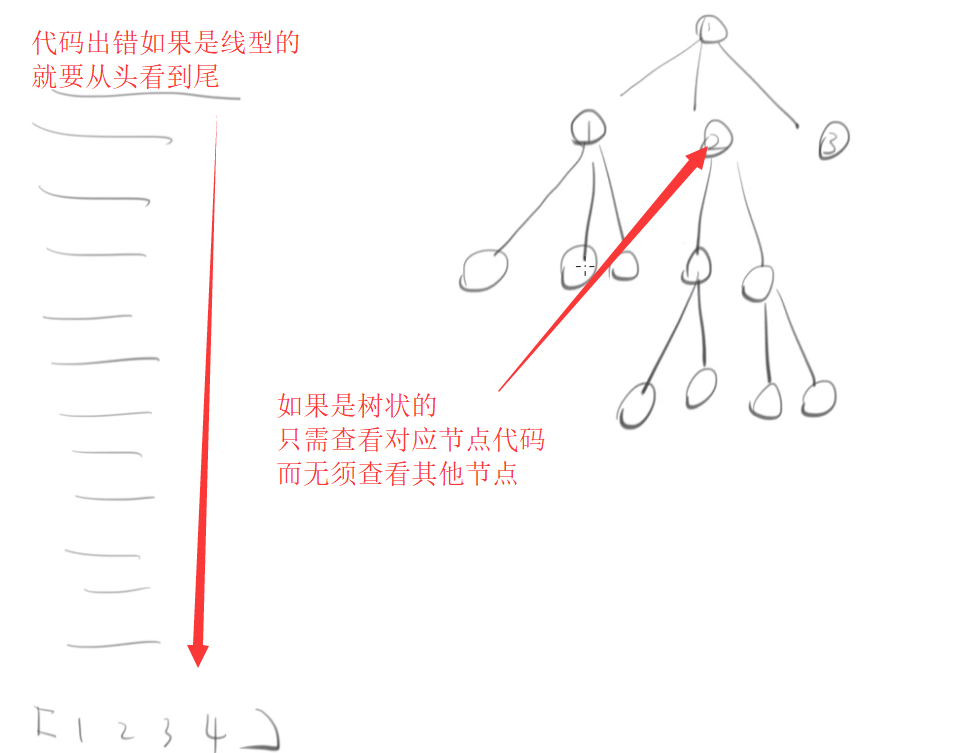 代码出错如果是线型的
就要从头看到尾
1
1
2
3
如果是树状的
只需查看对应节点代码
而无须查看其他节点
[ 1 2 3 4 ]